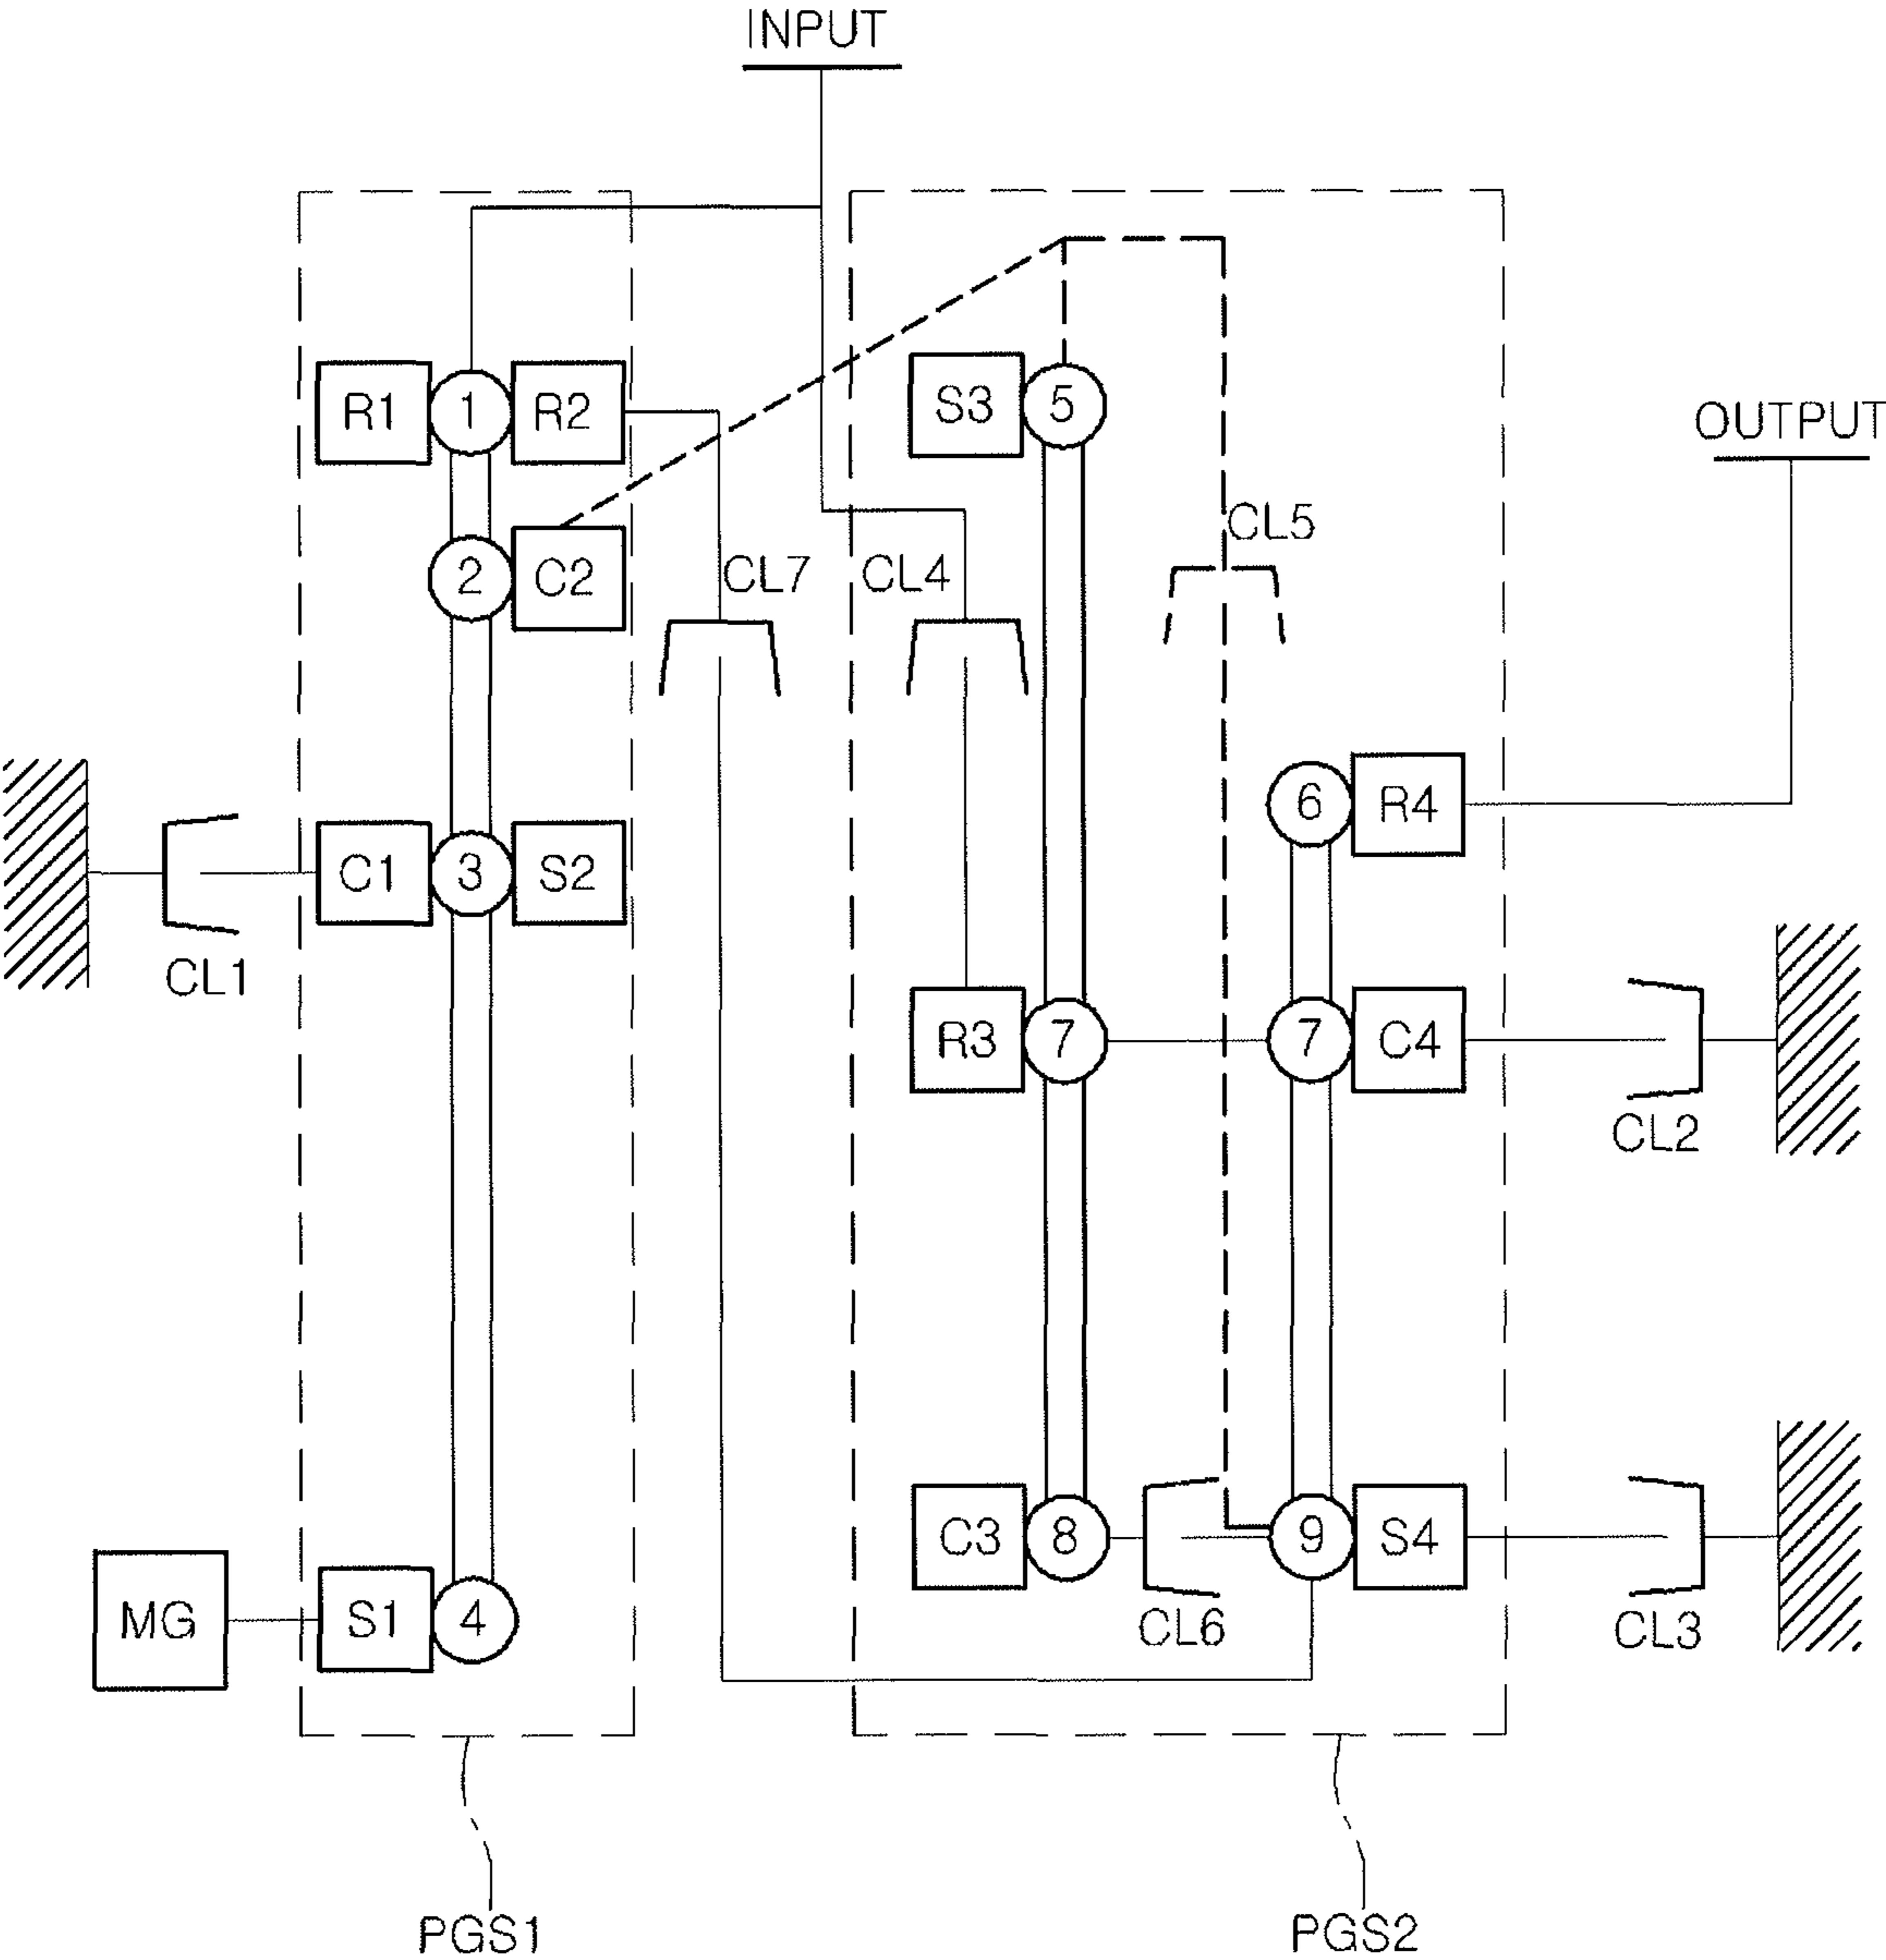 INPUT
R1 1 R2
S3 5
OUTPUT
2 C2
CL7
CL4
CL5
6 R4
C1 3 S2
CL1
R3 7
7 C4
CL2
C3 8
9 S4
MG
S1 4
CL6
CL3
PGS1
PGS2